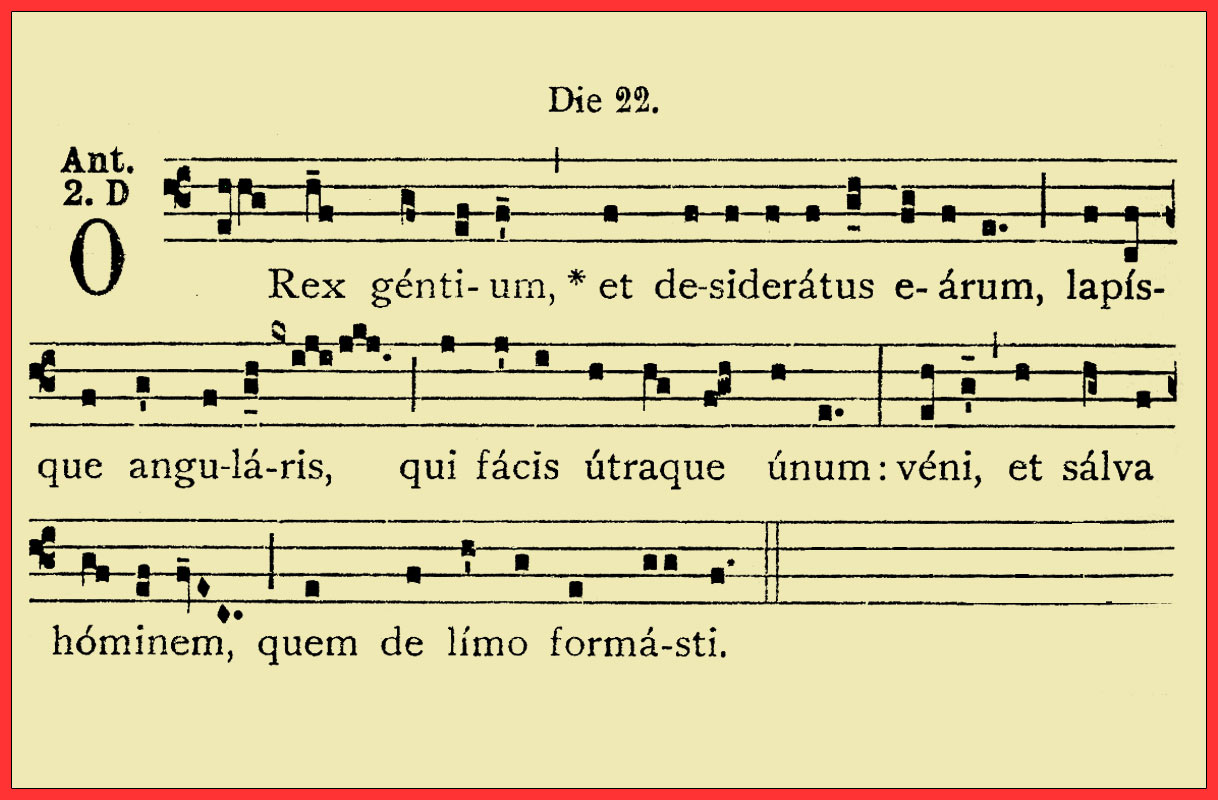 Die 22.
Ant.
2. D
O Rex génti-um, * et de-siderátus e-árum, lapís-
que angu-lá-ris, qui fácis útraque únum : véni, et sálva
hóminem, quem de límo formá-sti.